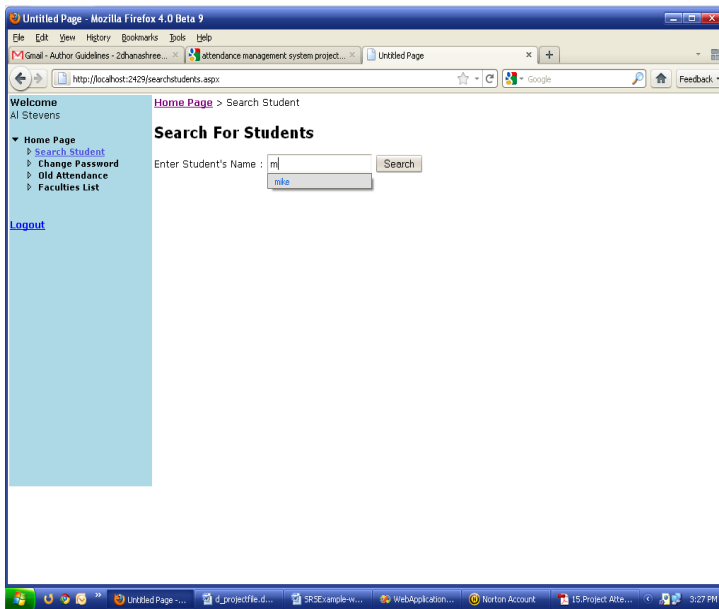 Untitled Page - Mozilla Firefox 4.0 Beta 9
File Edit View History Bookmarks Tools Help
Gmail - Author Guidelines - 2dhanashree... × attendance management system project... × Untitled Page × +
http://localhost:2429/searchstudents.aspx Google Feedback
Welcome
Al Stevens
Home Page
Search Student
Change Password
Old Attendance
Faculties List
Logout
Home Page > Search Student
Search For Students
Enter Student's Name : m Search
mike
Untitled Page -... d_projectfile.d... SRSExample-w... WebApplication... Norton Account 15.Project Atte... 3:27 PM